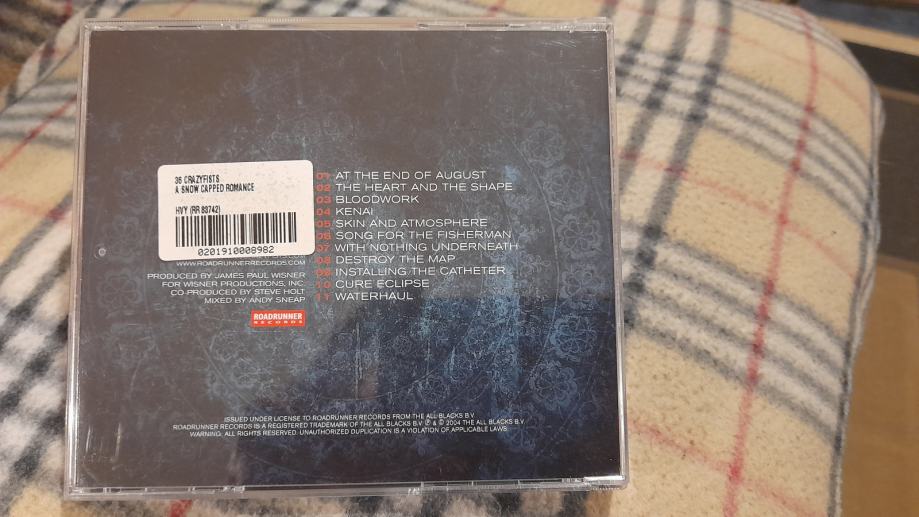 36 CRAZYFISTS
A SNOW CAPPED ROMANCE
HVY (RR 83742)
0201910008982
WWW.ROADRUNNERRECORDS.COM
PRODUCED BY JAMES PAUL WISNER
FOR WISNER PRODUCTIONS, INC.
CO-PRODUCED BY STEVE HOLT
MIXED BY ANDY SNEAP
ROADRUNNER
RECORDS
01 AT THE END OF AUGUST
02 THE HEART AND THE SHAPE
03 BLOODWORK
04 KENAI
05 SKIN AND ATMOSPHERE
06 SONG FOR THE FISHERMAN
07 WITH NOTHING UNDERNEATH
08 DESTROY THE MAP
09 INSTALLING THE CATHETER
10 CURE ECLIPSE
11 WATERHAUL
ISSUED UNDER LICENSE TO ROADRUNNER RECORDS FROM THE ALL BLACKS B.V
ROADRUNNER RECORDS IS A REGISTERED TRADEMARK OF THE ALL BLACKS B.V. ℗ & © 2004 THE ALL BLACKS B.V
WARNING: ALL RIGHTS RESERVED. UNAUTHORIZED DUPLICATION IS A VIOLATION OF APPLICABLE LAWS.